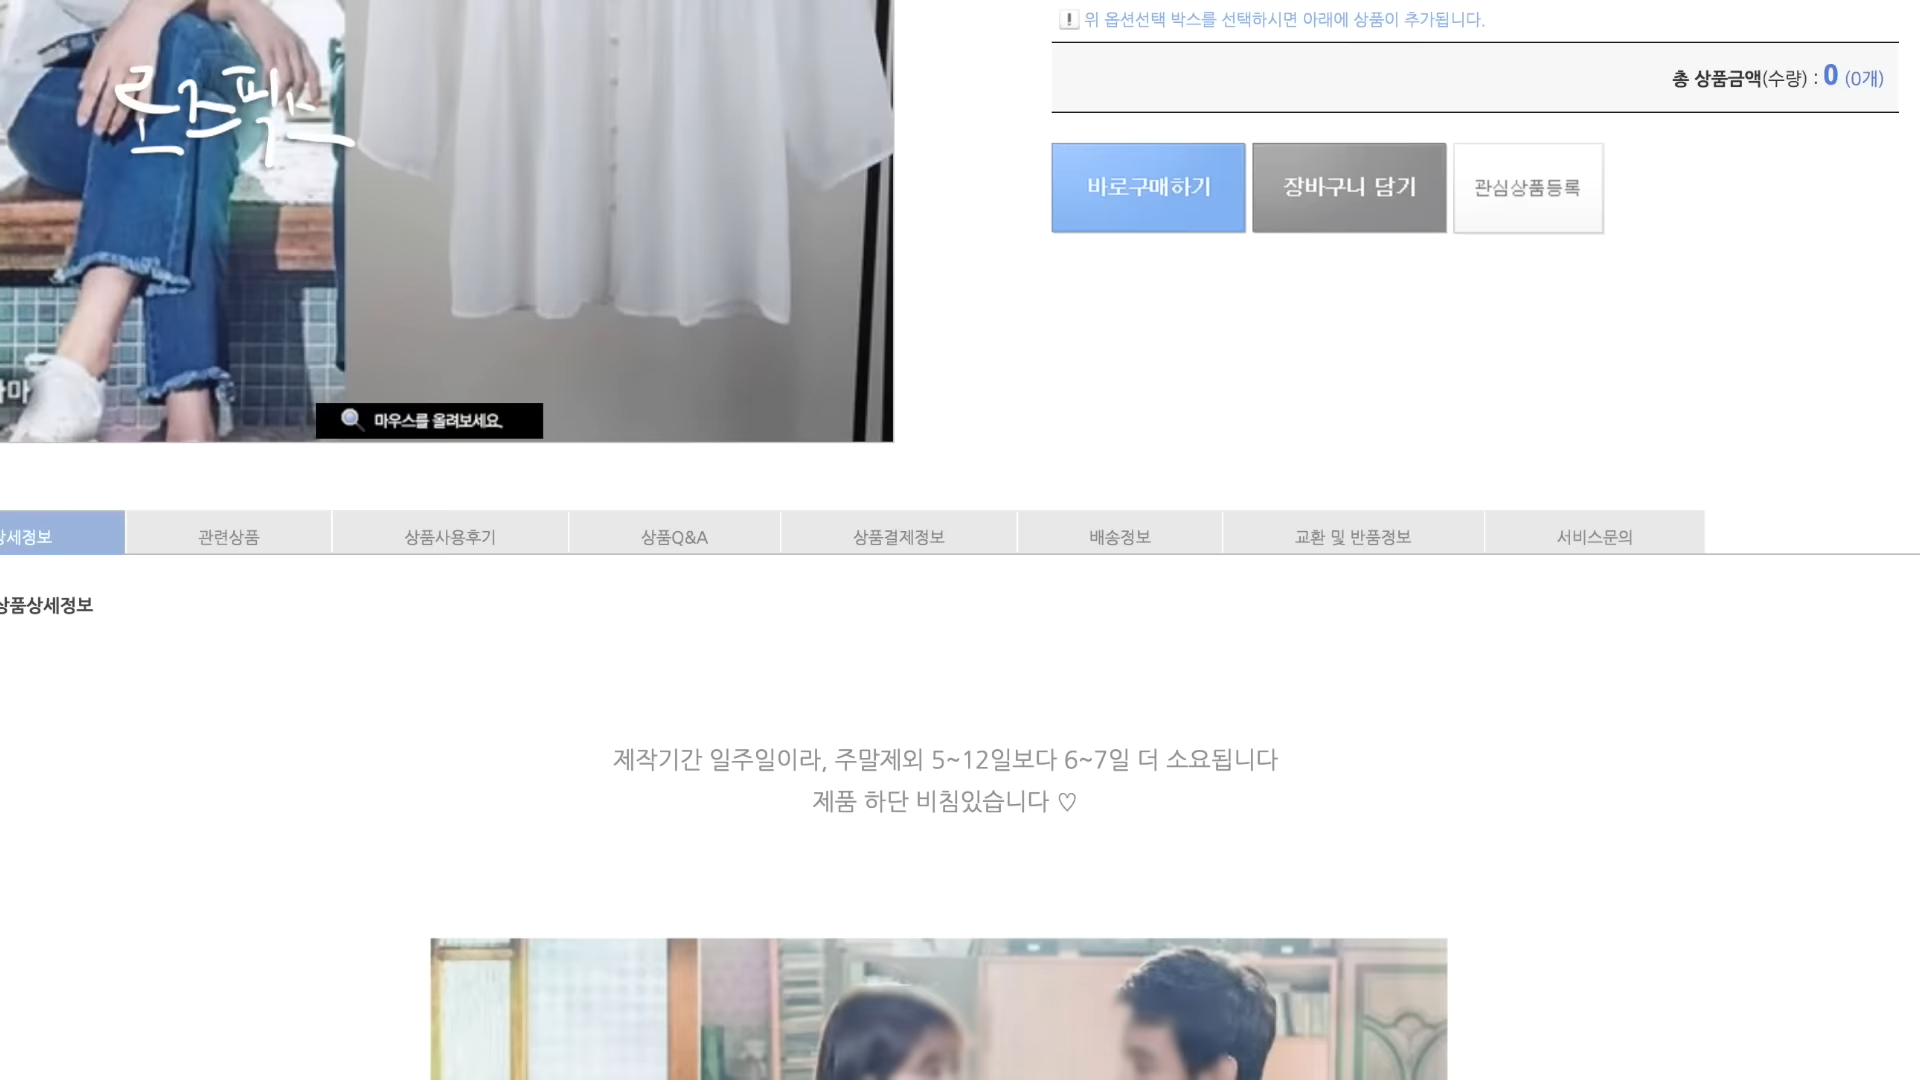 위 옵션선택 박스를 선택하시면 아래에 상품이 추가됩니다.
총 상품금액(수량) : 0 (0개)
바로구매하기 장바구니 담기 관심상품등록
로즈픽스
마우스를 올려보세요.
상세정보 관련상품 상품사용후기 상품Q&A 상품결제정보 배송정보 교환 및 반품정보 서비스문의
상품상세정보
제작기간 일주일이라, 주말제외 5~12일보다 6~7일 더 소요됩니다
제품 하단 비침있습니다 ♡